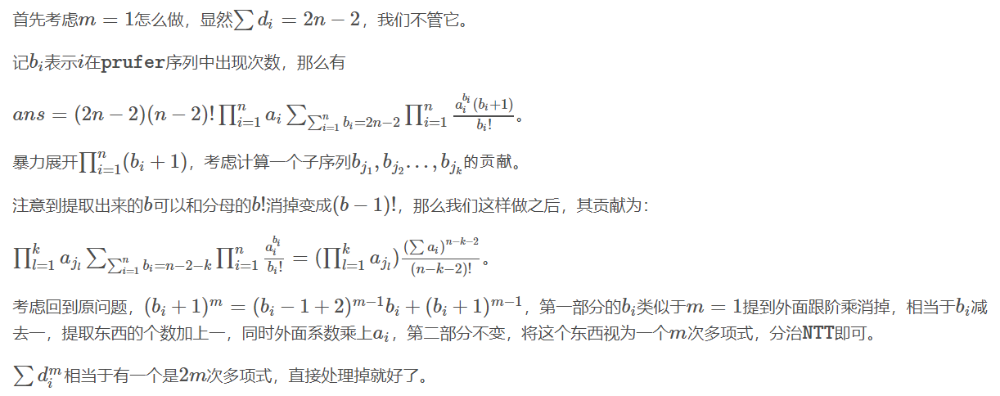 首先考虑$m=1$怎么做，显然$\sum d_i=2n-2$，我们不管它。
记$b_i$表示$i$在prufer序列中出现次数，那么有
$ans=(2n-2)(n-2)!\prod_{i=1}^{n}a_i\sum_{\sum_{i=1}^{n}b_i=2n-2}\prod_{i=1}^{n}\frac{a_i^{b_i}(b_i+1)}{b_i!}$。
暴力展开$\prod_{i=1}^{n}(b_i+1)$，考虑计算一个子序列$b_{j_1},b_{j_2}\ldots,b_{j_k}$的贡献。
注意到提取出来的$b$可以和分母的$b!$消掉变成$(b-1)!$，那么我们这样做之后，其贡献为：
$\prod_{l=1}^{k}a_{j_l}\sum_{\sum_{i=1}^{n}b_i=n-2-k}\prod_{i=1}^{n}\frac{a_i^{b_i}}{b_i!}=(\prod_{l=1}^{k}a_{j_l})\frac{(\sum a_i)^{n-k-2}}{(n-k-2)!}$。
考虑回到原问题，$(b_i+1)^m=(b_i-1+2)^{m-1}b_i+(b_i+1)^{m-1}$，第一部分的$b_i$类似于$m=1$提到外面跟阶乘消掉，相当于$b_i$减
去一，提取东西的个数加上一，同时外面系数乘上$a_i$，第二部分不变，将这个东西视为一个$m$次多项式，分治NTT即可。
$\sum d_i^m$相当于有一个是$2m$次多项式，直接处理掉就好了。